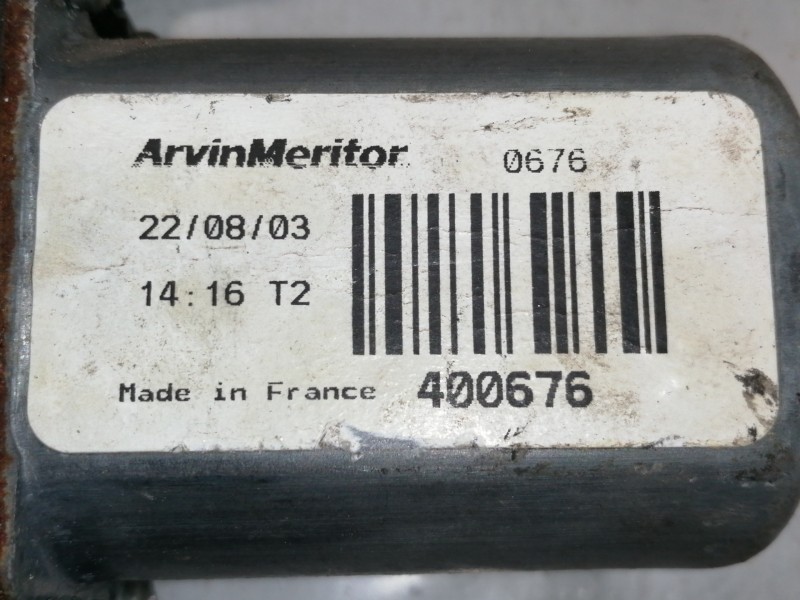 ArvinMeritor 0676
22/08/03
14:16 T2
Made in France 400676